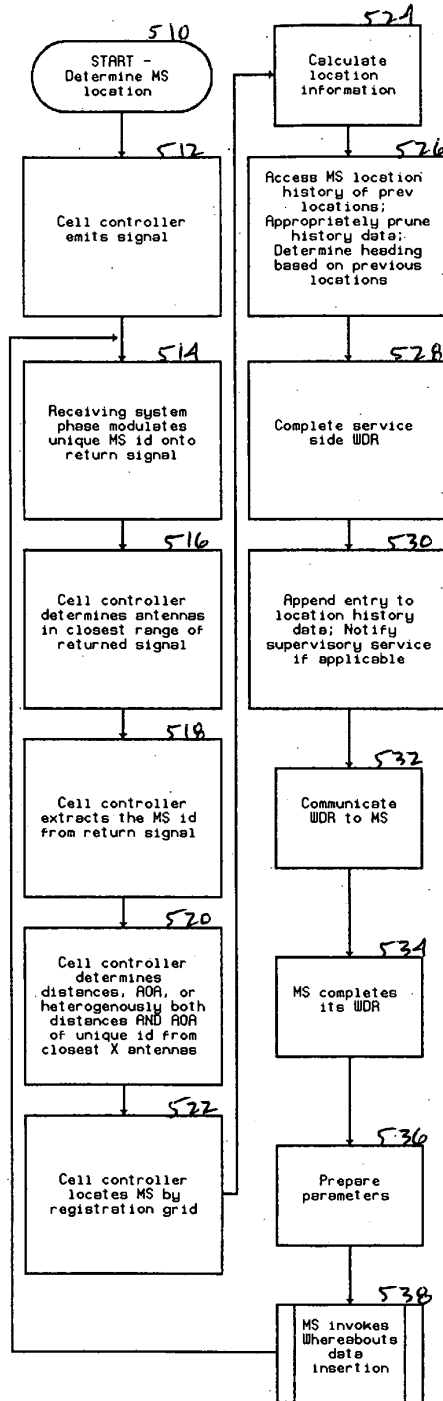 510
START -
Determine MS
location
512
Cell controller
emits signal
514
Receiving system
phase modulates
unique MS id onto
return signal
516
Cell controller
determines antennas
in closest range of
returned signal
518
Cell controller
extracts the MS id
from return signal
520
Cell controller
determines
distances, AOA, or
heterogenously both
distances AND AOA
of unique id from
closest X antennas
522
Cell controller
locates MS by
registration grid
524
Calculate
location
information
526
Access MS location
history of prev
locations;
Appropriately prune
history data;
Determine heading
based on previous
locations
528
Complete service
side WDR
530
Append entry to
location history
data; Notify
supervisory service
if applicable
532
Communicate
WDR to MS
534
MS completes
its WDR
536
Prepare
parameters
538
MS invokes
Whereabouts
data
insertion